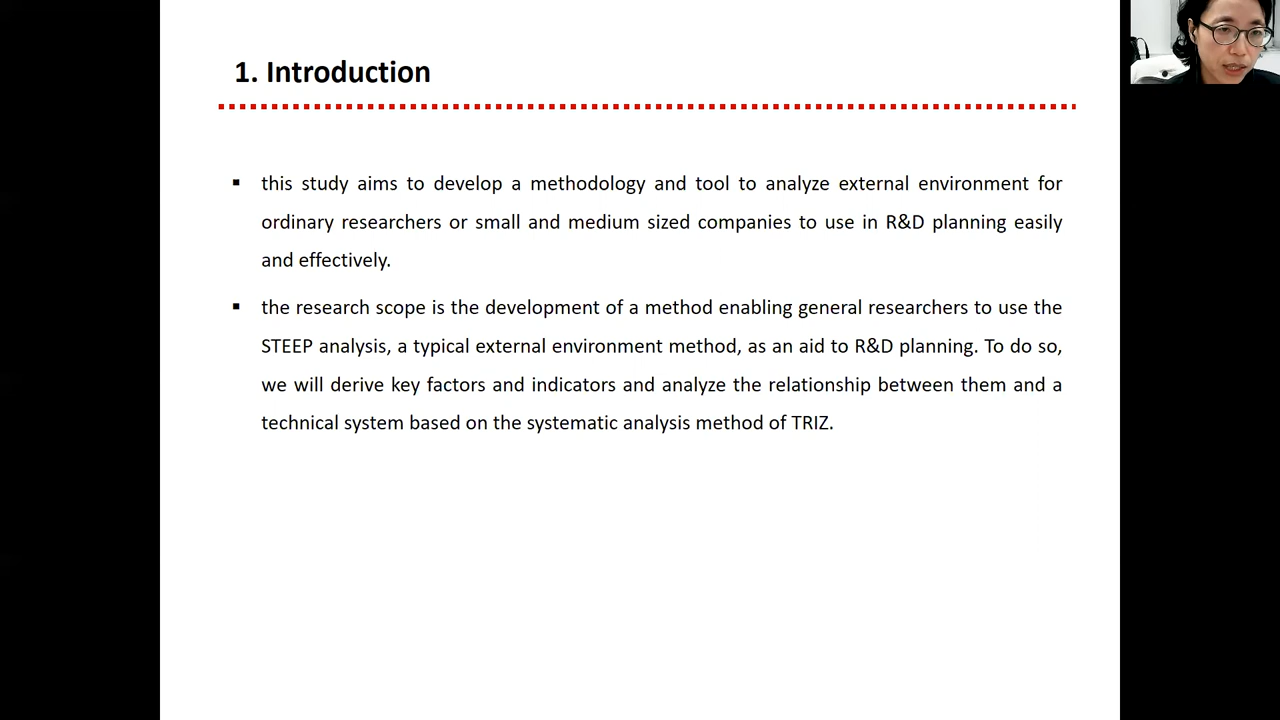 1. Introduction
▪ this study aims to develop a methodology and tool to analyze external environment for
ordinary researchers or small and medium sized companies to use in R&D planning easily
and effectively.
▪ the research scope is the development of a method enabling general researchers to use the
STEEP analysis, a typical external environment method, as an aid to R&D planning. To do so,
we will derive key factors and indicators and analyze the relationship between them and a
technical system based on the systematic analysis method of TRIZ.